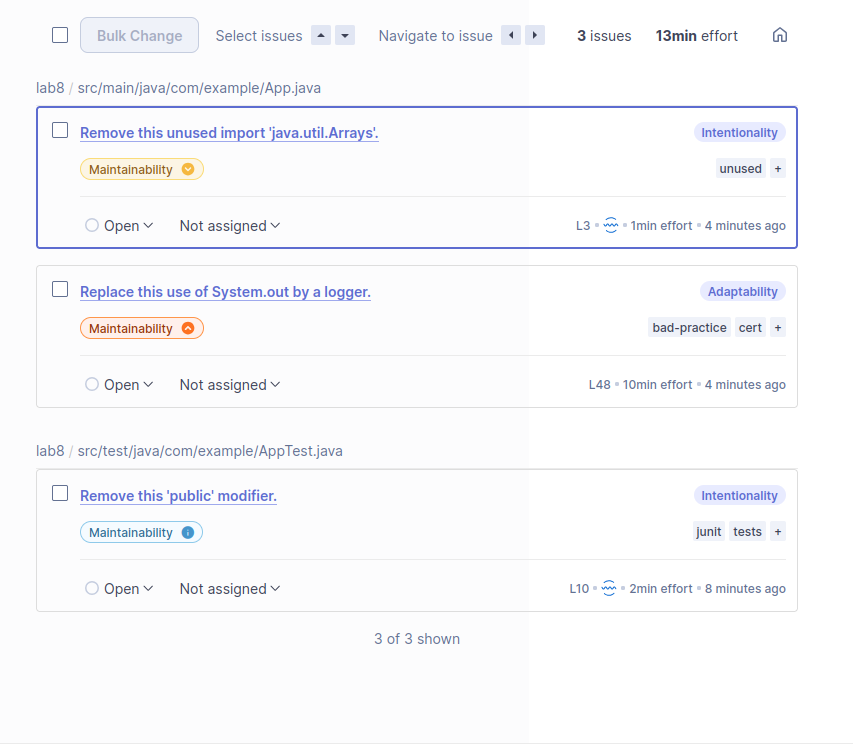 Bulk Change Select issues Navigate to issue 3 issues 13min effort
lab8 / src/main/java/com/example/App.java
Remove this unused import 'java.util.Arrays'. Intentionality
Maintainability unused +
Open Not assigned L3 • 1min effort • 4 minutes ago
Replace this use of System.out by a logger. Adaptability
Maintainability bad-practice cert +
Open Not assigned L48 • 10min effort • 4 minutes ago
lab8 / src/test/java/com/example/AppTest.java
Remove this 'public' modifier. Intentionality
Maintainability junit tests +
Open Not assigned L10 • 2min effort • 8 minutes ago
3 of 3 shown